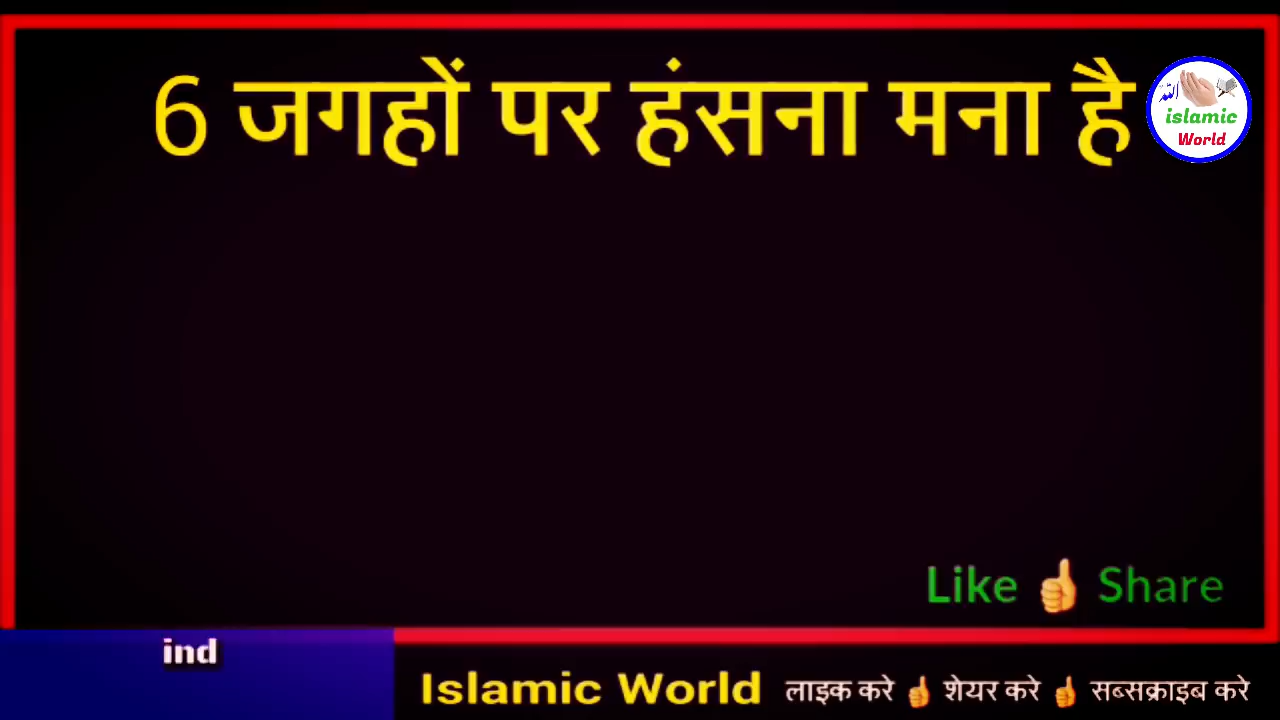 6 जगहों पर हंसना मना है
islamic
World
Like 👍 Share
ind
Islamic World लाइक करे 👍 शेयर करे 👍 सब्सक्राइब करे